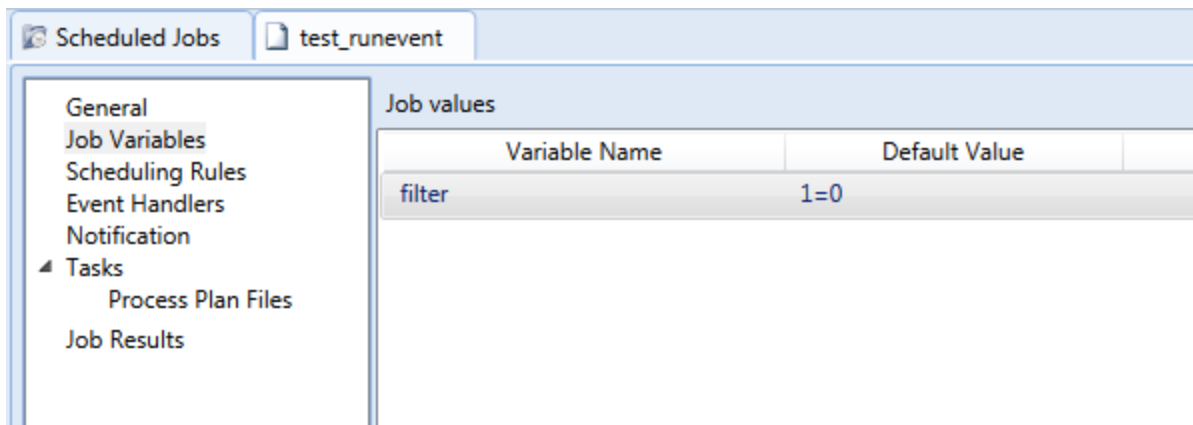 Scheduled Jobs test_runevent
General
Job Variables
Scheduling Rules
Event Handlers
Notification
Tasks
Process Plan Files
Job Results
Job values
Variable Name Default Value
filter 1=0